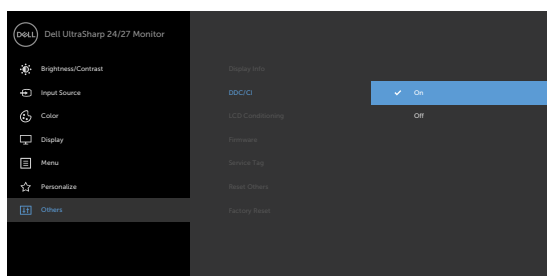 DELL
Dell UltraSharp 24/27 Monitor
Brightness/Contrast
Input Source
Color
Display
Menu
Personalize
Others
Display Info
DDC/CI
LCD Conditioning
Firmware
Service Tag
Reset Others
Factory Reset
On
Off